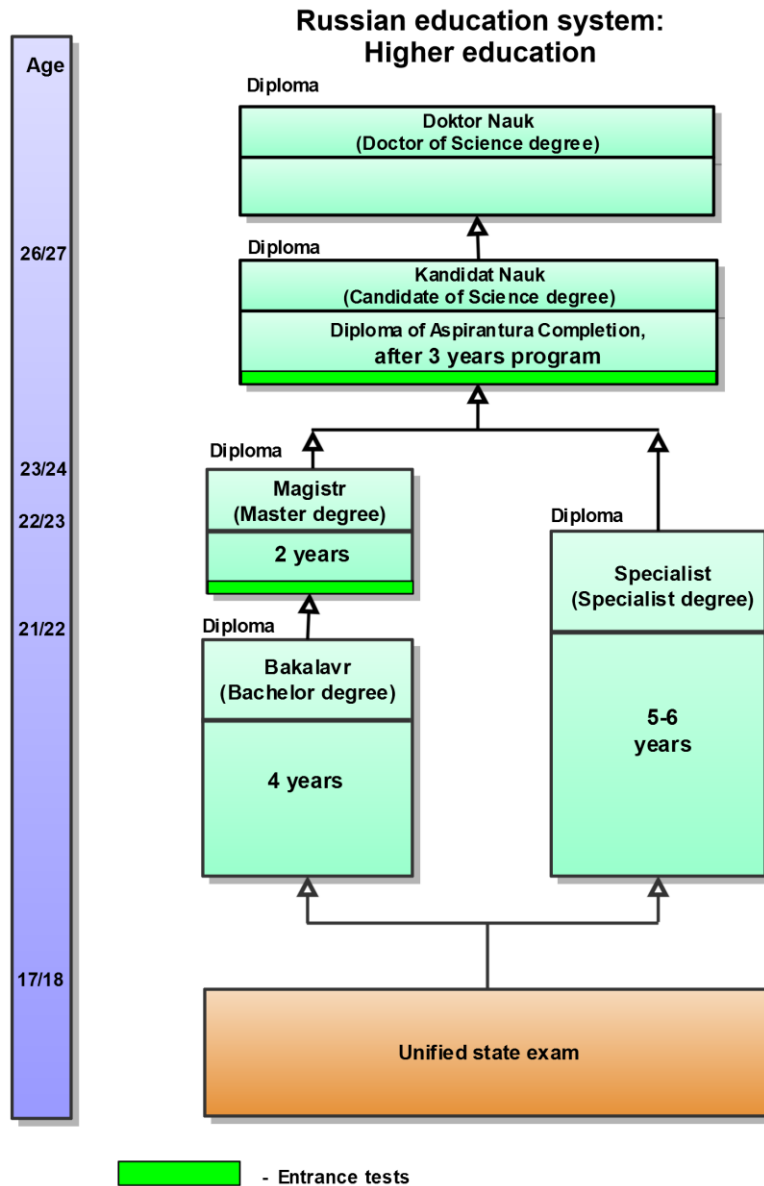 Russian education system:
Higher education
Age
26/27
23/24
22/23
21/22
17/18
Diploma
Doktor Nauk
(Doctor of Science degree)
Diploma
Kandidat Nauk
(Candidate of Science degree)
Diploma of Aspirantura Completion,
after 3 years program
Diploma
Magistr
(Master degree)
2 years
Diploma
Specialist
(Specialist degree)
5-6
years
Diploma
Bakalavr
(Bachelor degree)
4 years
Unified state exam
- Entrance tests